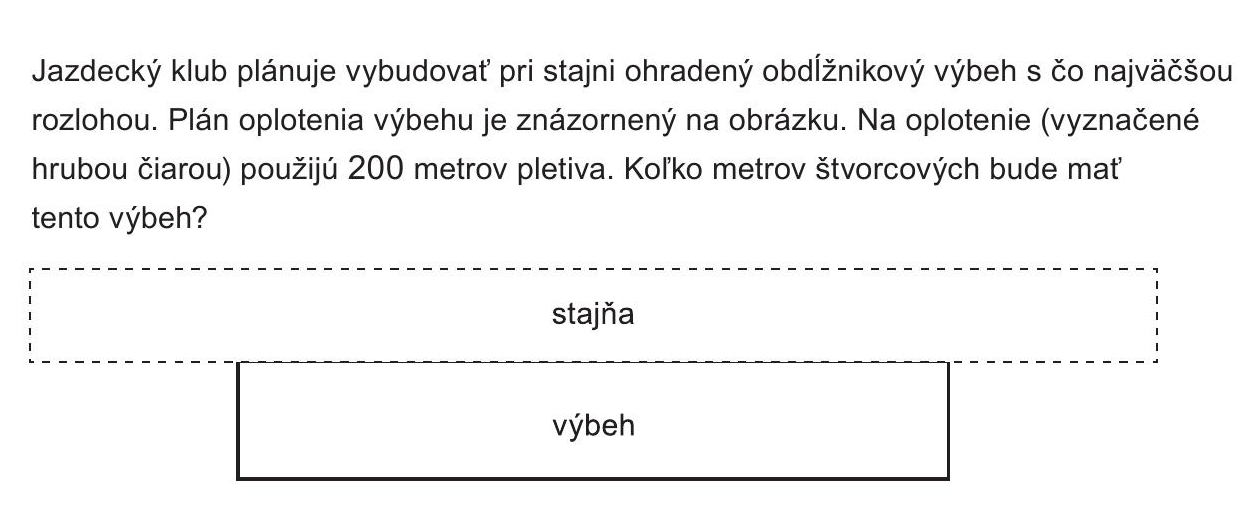 Jazdecký klub plánuje vybudovať pri stajni ohradený obdĺžnikový výbeh s čo najväčšou
rozlohou. Plán oplotenia výbehu je znázornený na obrázku. Na oplotenie (vyznačené
hrubou čiarou) použijú 200 metrov pletiva. Koľko metrov štvorcových bude mať
tento výbeh?
stajňa
výbeh